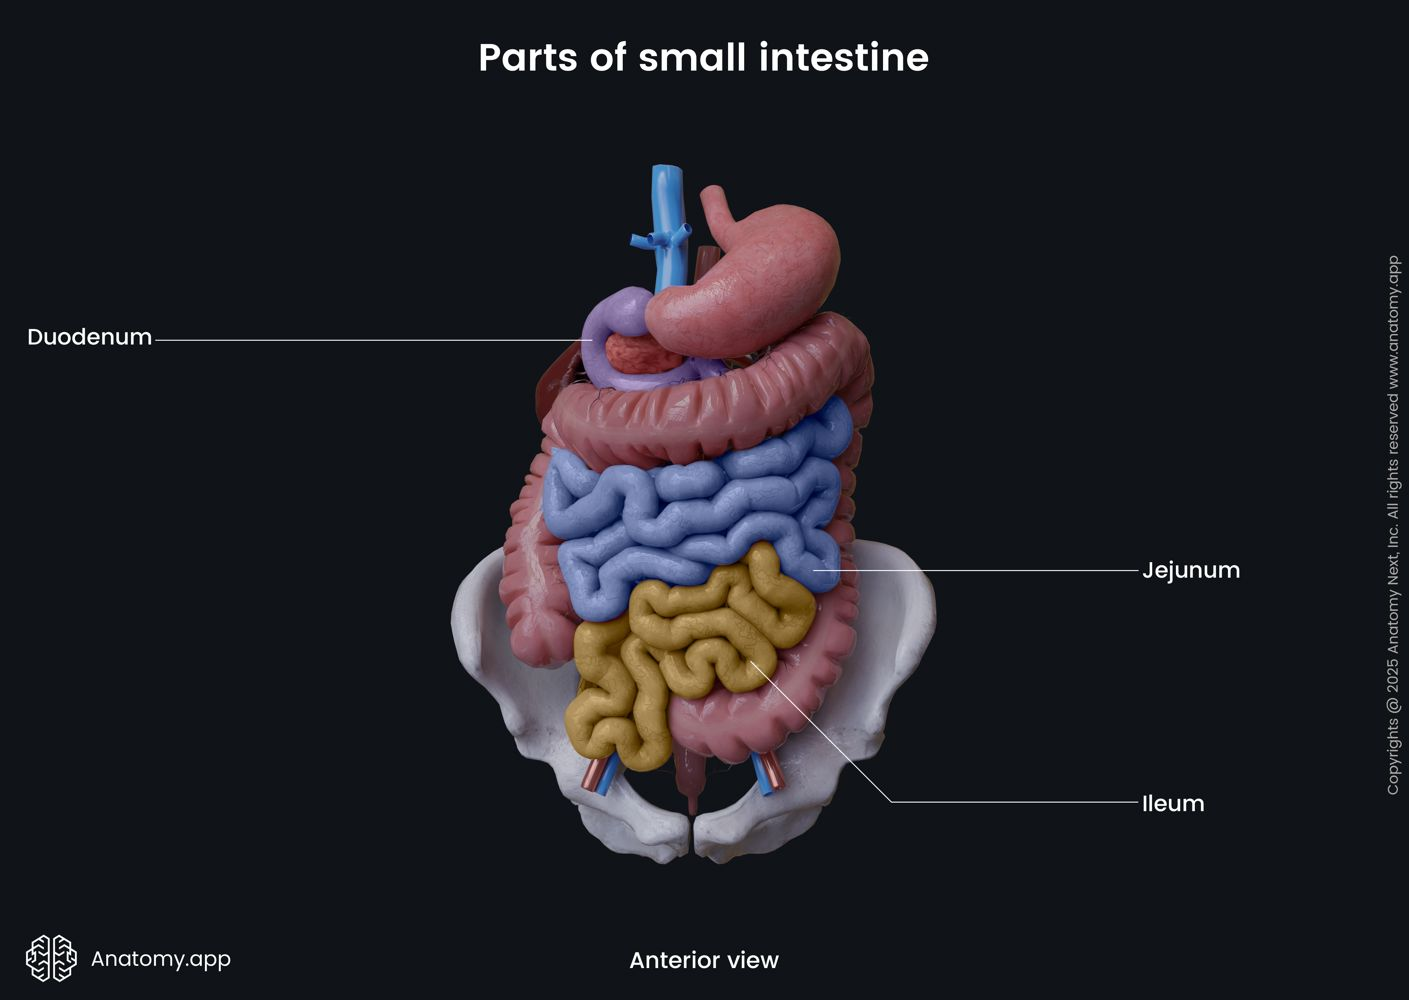 Parts of small intestine
Duodenum
Jejunum
Ileum
Anatomy.app
Anterior view
Copyrights @ 2025 Anatomy Next, Inc. All rights reserved www.anatomy.app